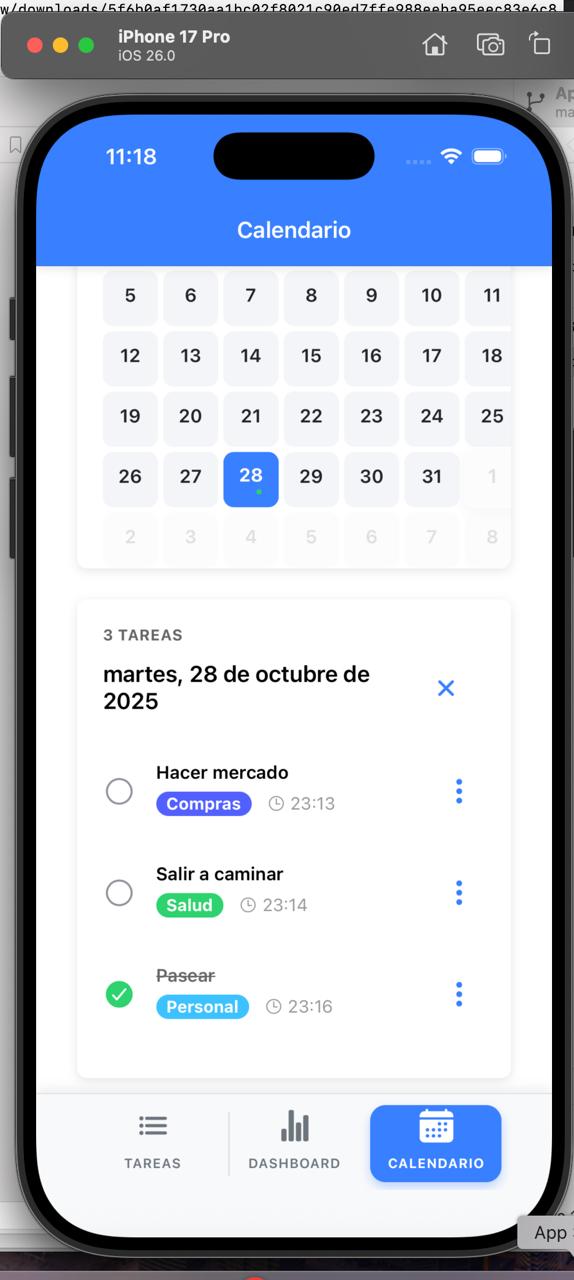 w/downloads/5f6b0af1730aa1bc02f8021c90ed7ffe988eeba95eec83e6c8
iPhone 17 Pro
iOS 26.0
Ap
ma
11:18
Calendario
5 6 7 8 9 10 11
12 13 14 15 16 17 18
19 20 21 22 23 24 25
26 27 28 29 30 31 1
2 3 4 5 6 7 8
3 TAREAS
martes, 28 de octubre de
2025
Hacer mercado
Compras 23:13
Salir a caminar
Salud 23:14
Pasear
Personal 23:16
TAREAS DASHBOARD CALENDARIO
App